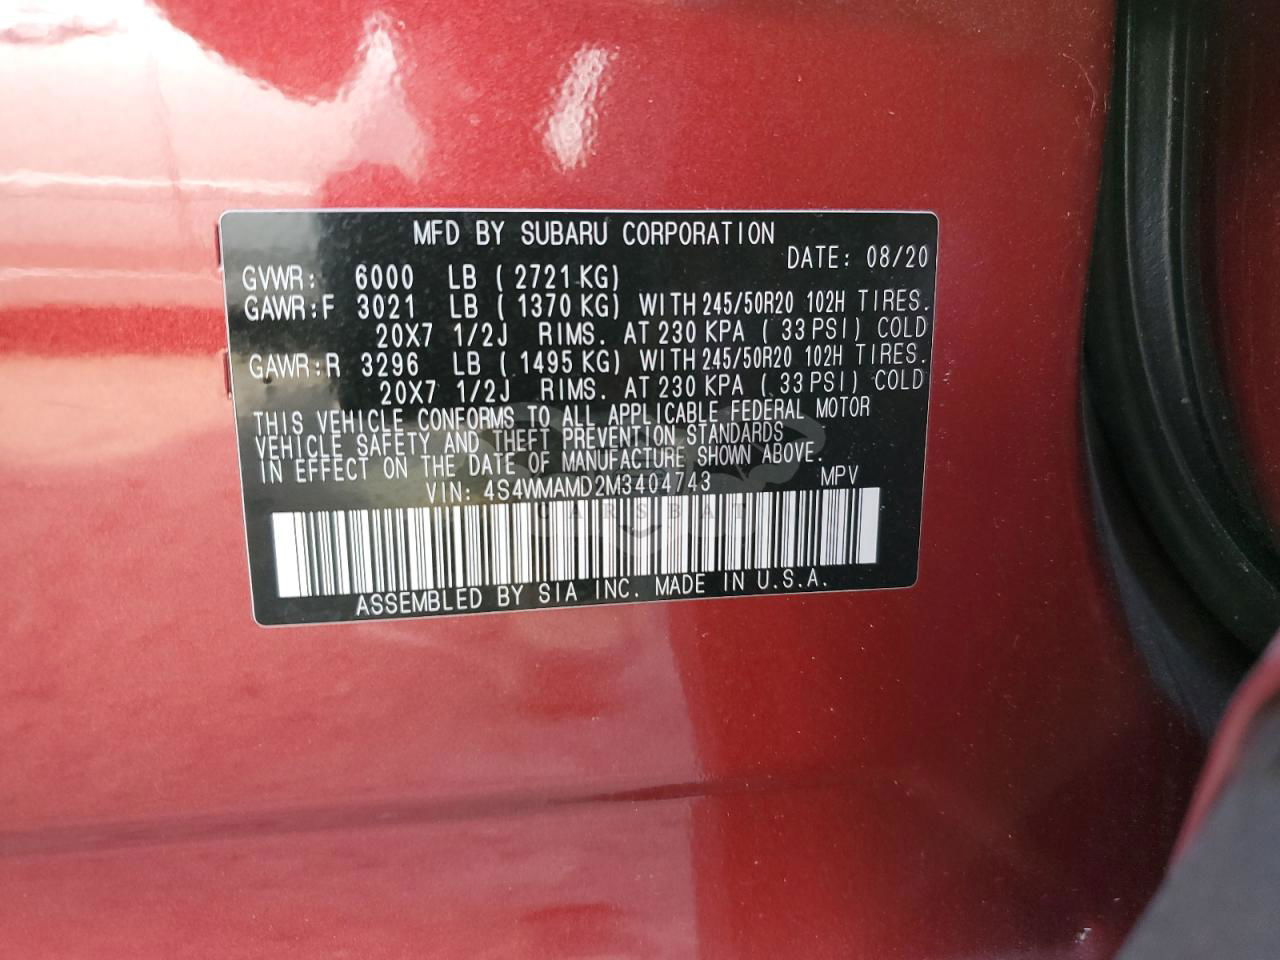 MFD BY SUBARU CORPORATION
DATE: 08/20
GVWR: 6000 LB ( 2721 KG)
GAWR:F 3021 LB ( 1370 KG) WITH 245/50R20 102H TIRES.
20X7 1/2J RIMS. AT 230 KPA ( 33 PSI) COLD
GAWR:R 3296 LB ( 1495 KG) WITH 245/50R20 102H TIRES.
20X7 1/2J RIMS. AT 230 KPA ( 33 PSI) COLD
THIS VEHICLE CONFORMS TO ALL APPLICABLE FEDERAL MOTOR
VEHICLE SAFETY AND THEFT PREVENTION STANDARDS
IN EFFECT ON THE DATE OF MANUFACTURE SHOWN ABOVE.
VIN: 4S4WMAMD2M3404743 MPV
CARSBAT
ASSEMBLED BY SIA INC. MADE IN U.S.A.